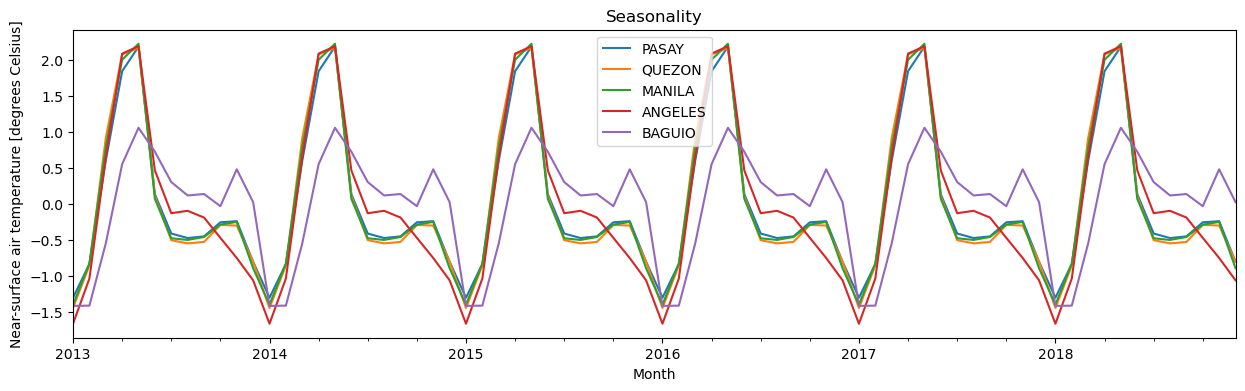 Seasonality
Near-surface air temperature [degrees Celsius]
2.0
1.5
1.0
0.5
0.0
−0.5
−1.0
−1.5
PASAY
QUEZON
MANILA
ANGELES
BAGUIO
2013 2014 2015 2016 2017 2018
Month